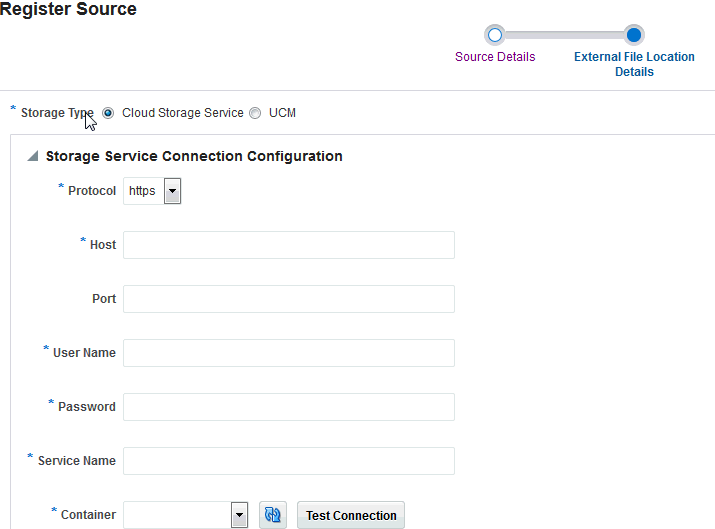 Register Source
Source Details
External File Location
Details
* Storage Type Cloud Storage Service UCM
Storage Service Connection Configuration
* Protocol https
* Host
Port
* User Name
* Password
* Service Name
* Container Test Connection